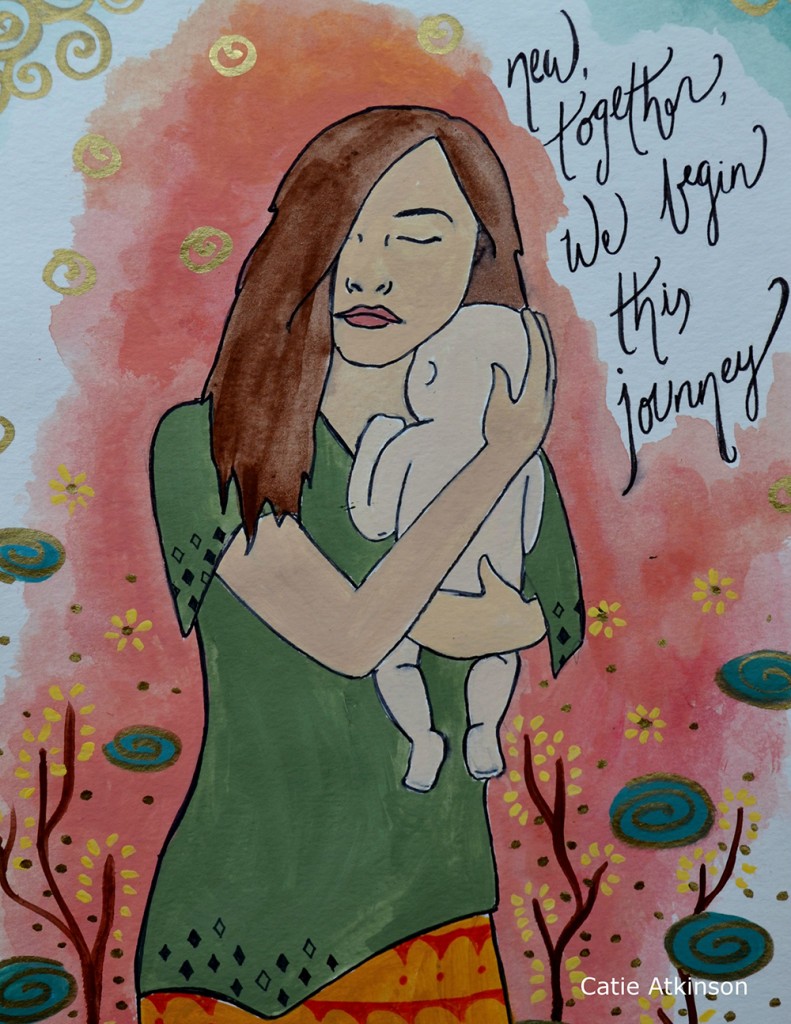 new,
together,
we begin
this
journey
Catie Atkinson